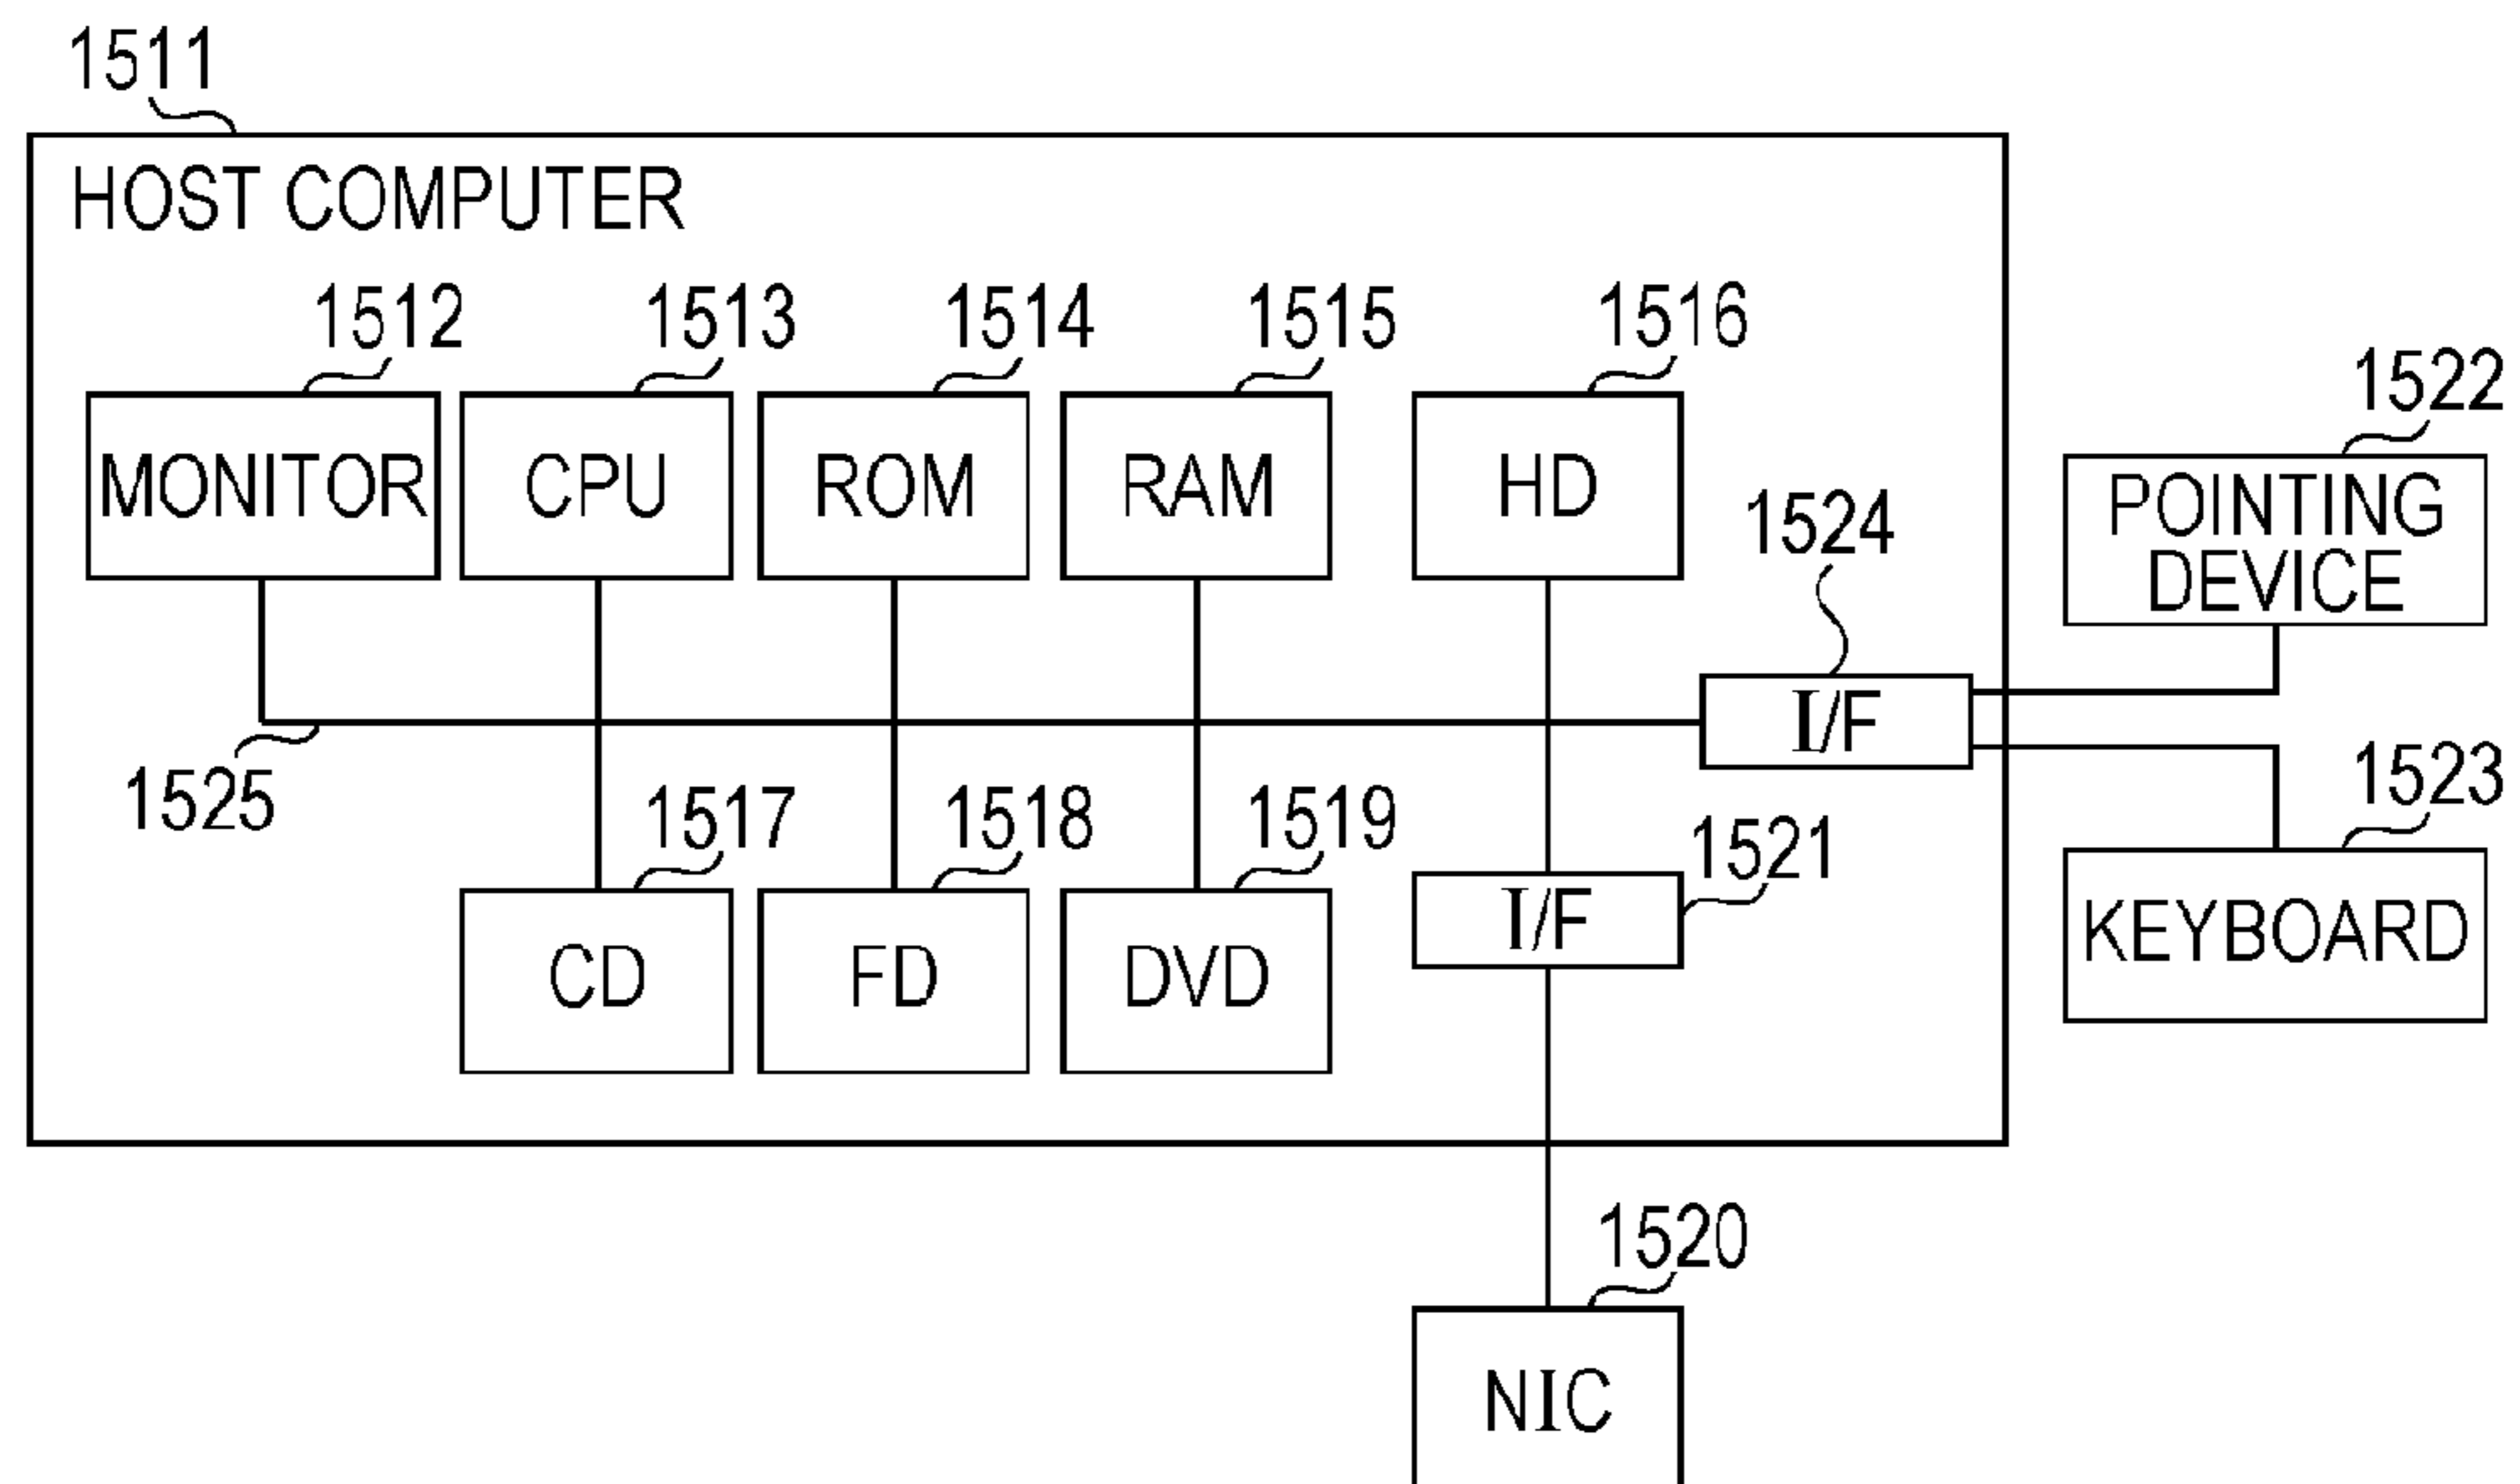 1511
HOST COMPUTER
1512
1513
1514
1515
1516
1522
MONITOR
CPU
ROM
RAM
HD
1524
POINTING
DEVICE
I/F
1525
1517
1518
1519
1521
1523
CD
FD
DVD
I/F
KEYBOARD
1520
NIC